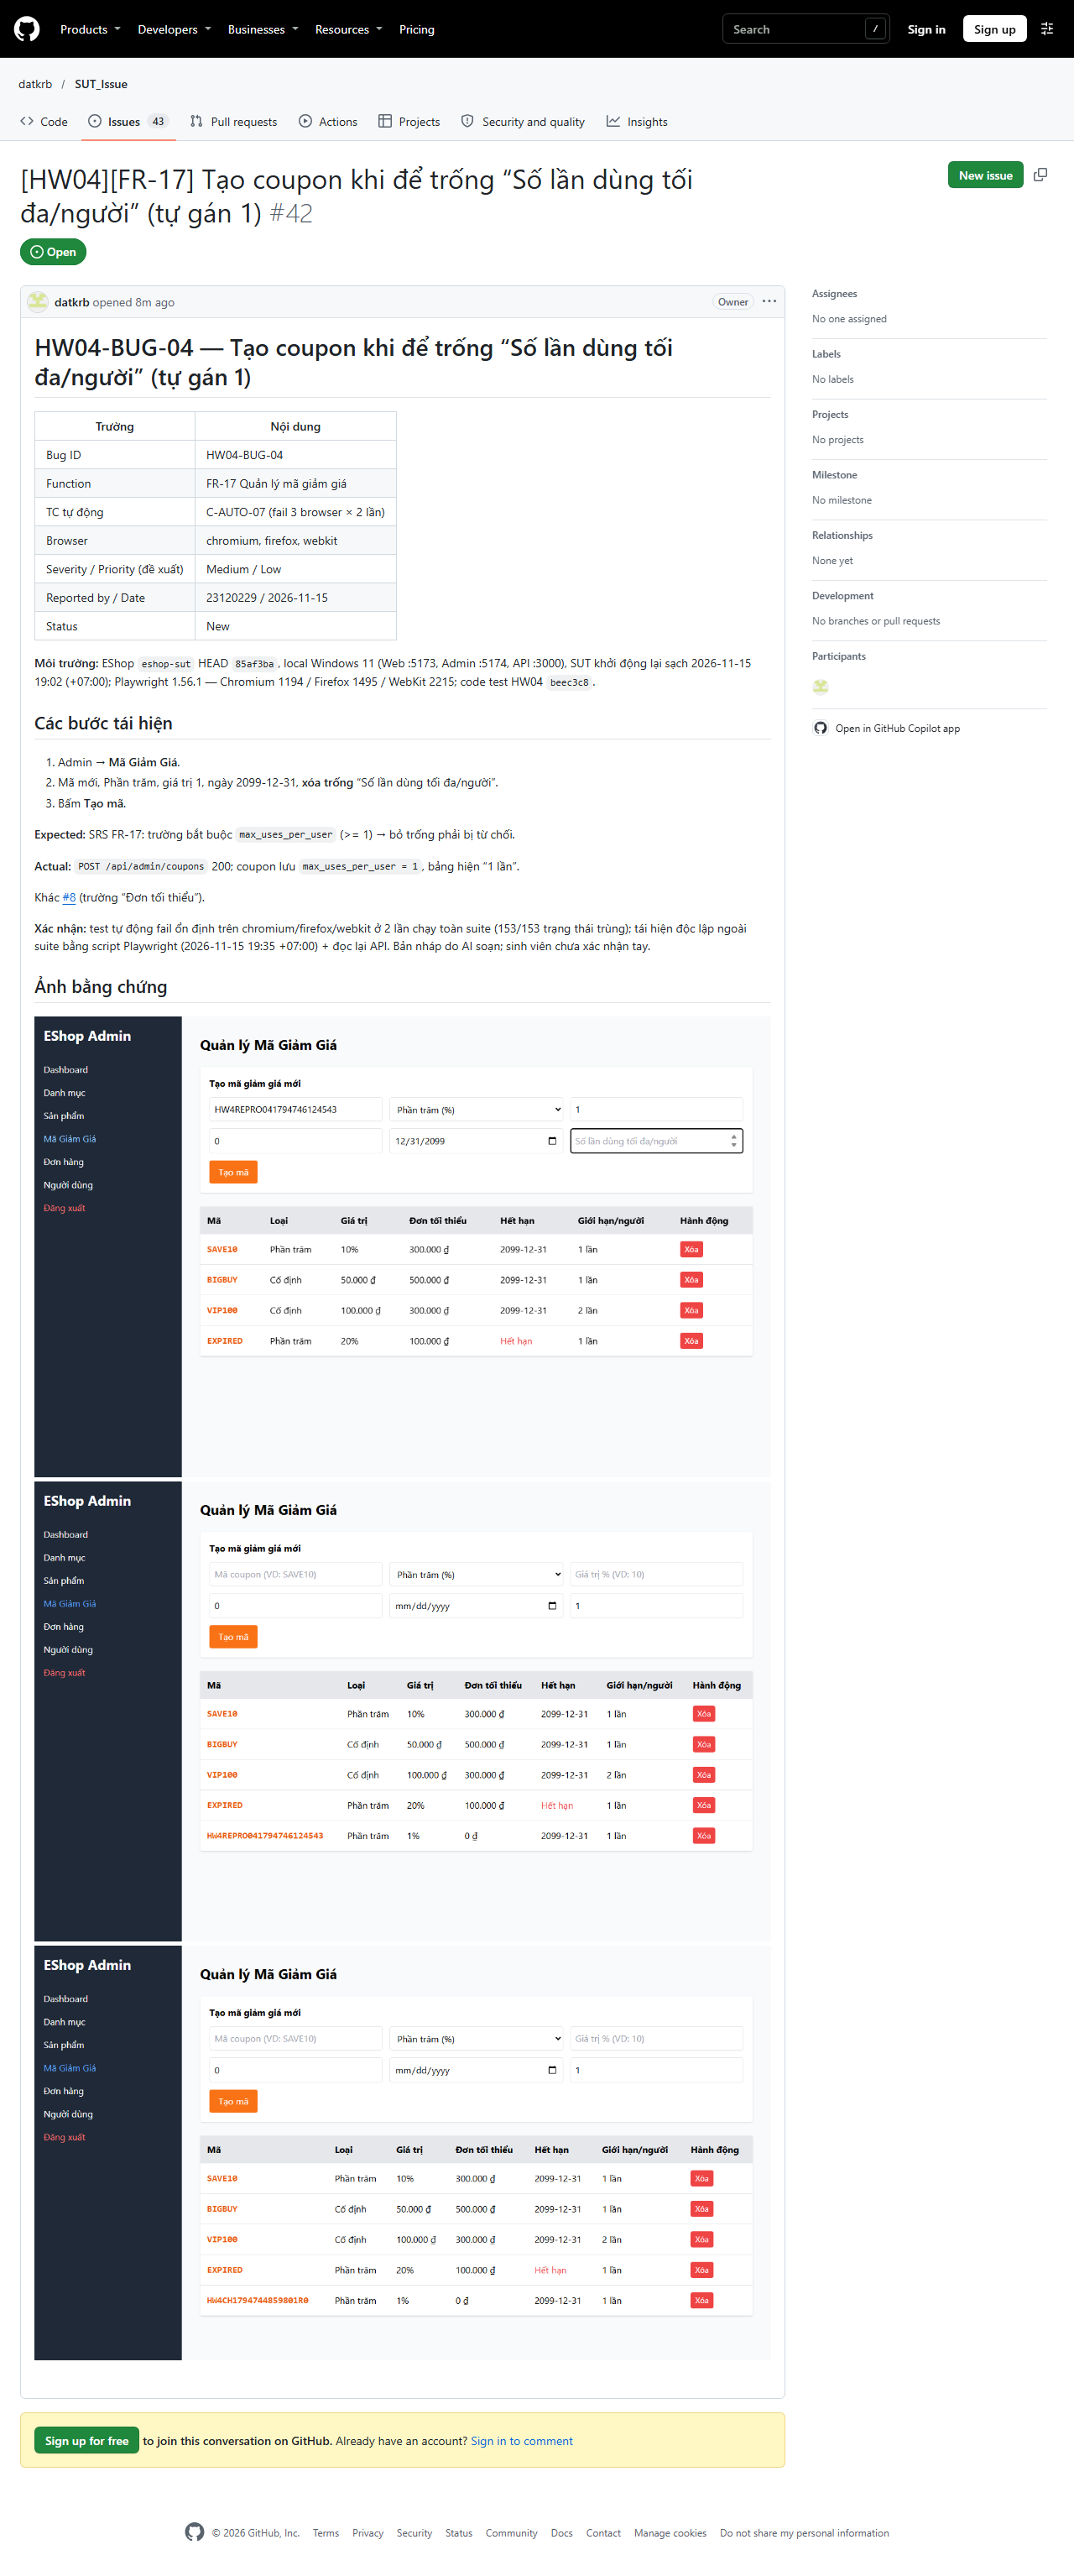 Products
Developers
Businesses
Resources
Pricing
Search
/
Sign in
Sign up
datkrb / SUT_Issue
Code
Issues 43
Pull requests
Actions
Projects
Security and quality
Insights
[HW04][FR-17] Tạo coupon khi để trống “Số lần dùng tối
đa/người” (tự gán 1) #42
New issue
Open
datkrb opened 8m ago
Owner
HW04-BUG-04 — Tạo coupon khi để trống “Số lần dùng tối
đa/người” (tự gán 1)
Trường Nội dung
Bug ID HW04-BUG-04
Function FR-17 Quản lý mã giảm giá
TC tự động C-AUTO-07 (fail 3 browser × 2 lần)
Browser chromium, firefox, webkit
Severity / Priority (đề xuất) Medium / Low
Reported by / Date 23120229 / 2026-11-15
Status New
Môi trường: EShop eshop-sut HEAD 85af3ba, local Windows 11 (Web :5173, Admin :5174, API :3000), SUT khởi động lại sạch 2026-11-15
19:02 (+07:00); Playwright 1.56.1 — Chromium 1194 / Firefox 1495 / WebKit 2215; code test HW04 beec3c8.
Các bước tái hiện
1. Admin → Mã Giảm Giá.
2. Mã mới, Phần trăm, giá trị 1, ngày 2099-12-31, xóa trống “Số lần dùng tối đa/người”.
3. Bấm Tạo mã.
Expected: SRS FR-17: trường bắt buộc max_uses_per_user (>= 1) → bỏ trống phải bị từ chối.
Actual: POST /api/admin/coupons 200; coupon lưu max_uses_per_user = 1, bảng hiện “1 lần”.
Khác #8 (trường “Đơn tối thiểu”).
Xác nhận: test tự động fail ổn định trên chromium/firefox/webkit ở 2 lần chạy toàn suite (153/153 trạng thái trùng); tái hiện độc lập ngoài
suite bằng script Playwright (2026-11-15 19:35 +07:00) + đọc lại API. Bản nháp do AI soạn; sinh viên chưa xác nhận tay.
Ảnh bằng chứng
EShop Admin
Dashboard
Danh mục
Sản phẩm
Mã Giảm Giá
Đơn hàng
Người dùng
Đăng xuất
Quản lý Mã Giảm Giá
Tạo mã giảm giá mới
HW4REPRO041794746124543 Phần trăm (%) 1
0 12/31/2099 Số lần dùng tối đa/người
Tạo mã
Mã Loại Giá trị Đơn tối thiểu Hết hạn Giới hạn/người Hành động
SAVE10 Phần trăm 10% 300.000 ₫ 2099-12-31 1 lần Xóa
BIGBUY Cố định 50.000 ₫ 500.000 ₫ 2099-12-31 1 lần Xóa
VIP100 Cố định 100.000 ₫ 300.000 ₫ 2099-12-31 2 lần Xóa
EXPIRED Phần trăm 20% 100.000 ₫ Hết hạn 1 lần Xóa
EShop Admin
Dashboard
Danh mục
Sản phẩm
Mã Giảm Giá
Đơn hàng
Người dùng
Đăng xuất
Quản lý Mã Giảm Giá
Tạo mã giảm giá mới
Mã coupon (VD: SAVE10) Phần trăm (%) Giá trị % (VD: 10)
0 mm/dd/yyyy 1
Tạo mã
Mã Loại Giá trị Đơn tối thiểu Hết hạn Giới hạn/người Hành động
SAVE10 Phần trăm 10% 300.000 ₫ 2099-12-31 1 lần Xóa
BIGBUY Cố định 50.000 ₫ 500.000 ₫ 2099-12-31 1 lần Xóa
VIP100 Cố định 100.000 ₫ 300.000 ₫ 2099-12-31 2 lần Xóa
EXPIRED Phần trăm 20% 100.000 ₫ Hết hạn 1 lần Xóa
HW4REPRO041794746124543 Phần trăm 1% 0 ₫ 2099-12-31 1 lần Xóa
EShop Admin
Dashboard
Danh mục
Sản phẩm
Mã Giảm Giá
Đơn hàng
Người dùng
Đăng xuất
Quản lý Mã Giảm Giá
Tạo mã giảm giá mới
Mã coupon (VD: SAVE10) Phần trăm (%) Giá trị % (VD: 10)
0 mm/dd/yyyy 1
Tạo mã
Mã Loại Giá trị Đơn tối thiểu Hết hạn Giới hạn/người Hành động
SAVE10 Phần trăm 10% 300.000 ₫ 2099-12-31 1 lần Xóa
BIGBUY Cố định 50.000 ₫ 500.000 ₫ 2099-12-31 1 lần Xóa
VIP100 Cố định 100.000 ₫ 300.000 ₫ 2099-12-31 2 lần Xóa
EXPIRED Phần trăm 20% 100.000 ₫ Hết hạn 1 lần Xóa
HW4CH1794744859801R0 Phần trăm 1% 0 ₫ 2099-12-31 1 lần Xóa
Assignees
No one assigned
Labels
No labels
Projects
No projects
Milestone
No milestone
Relationships
None yet
Development
No branches or pull requests
Participants
Open in GitHub Copilot app
Sign up for free to join this conversation on GitHub. Already have an account? Sign in to comment
© 2026 GitHub, Inc. Terms Privacy Security Status Community Docs Contact Manage cookies Do not share my personal information